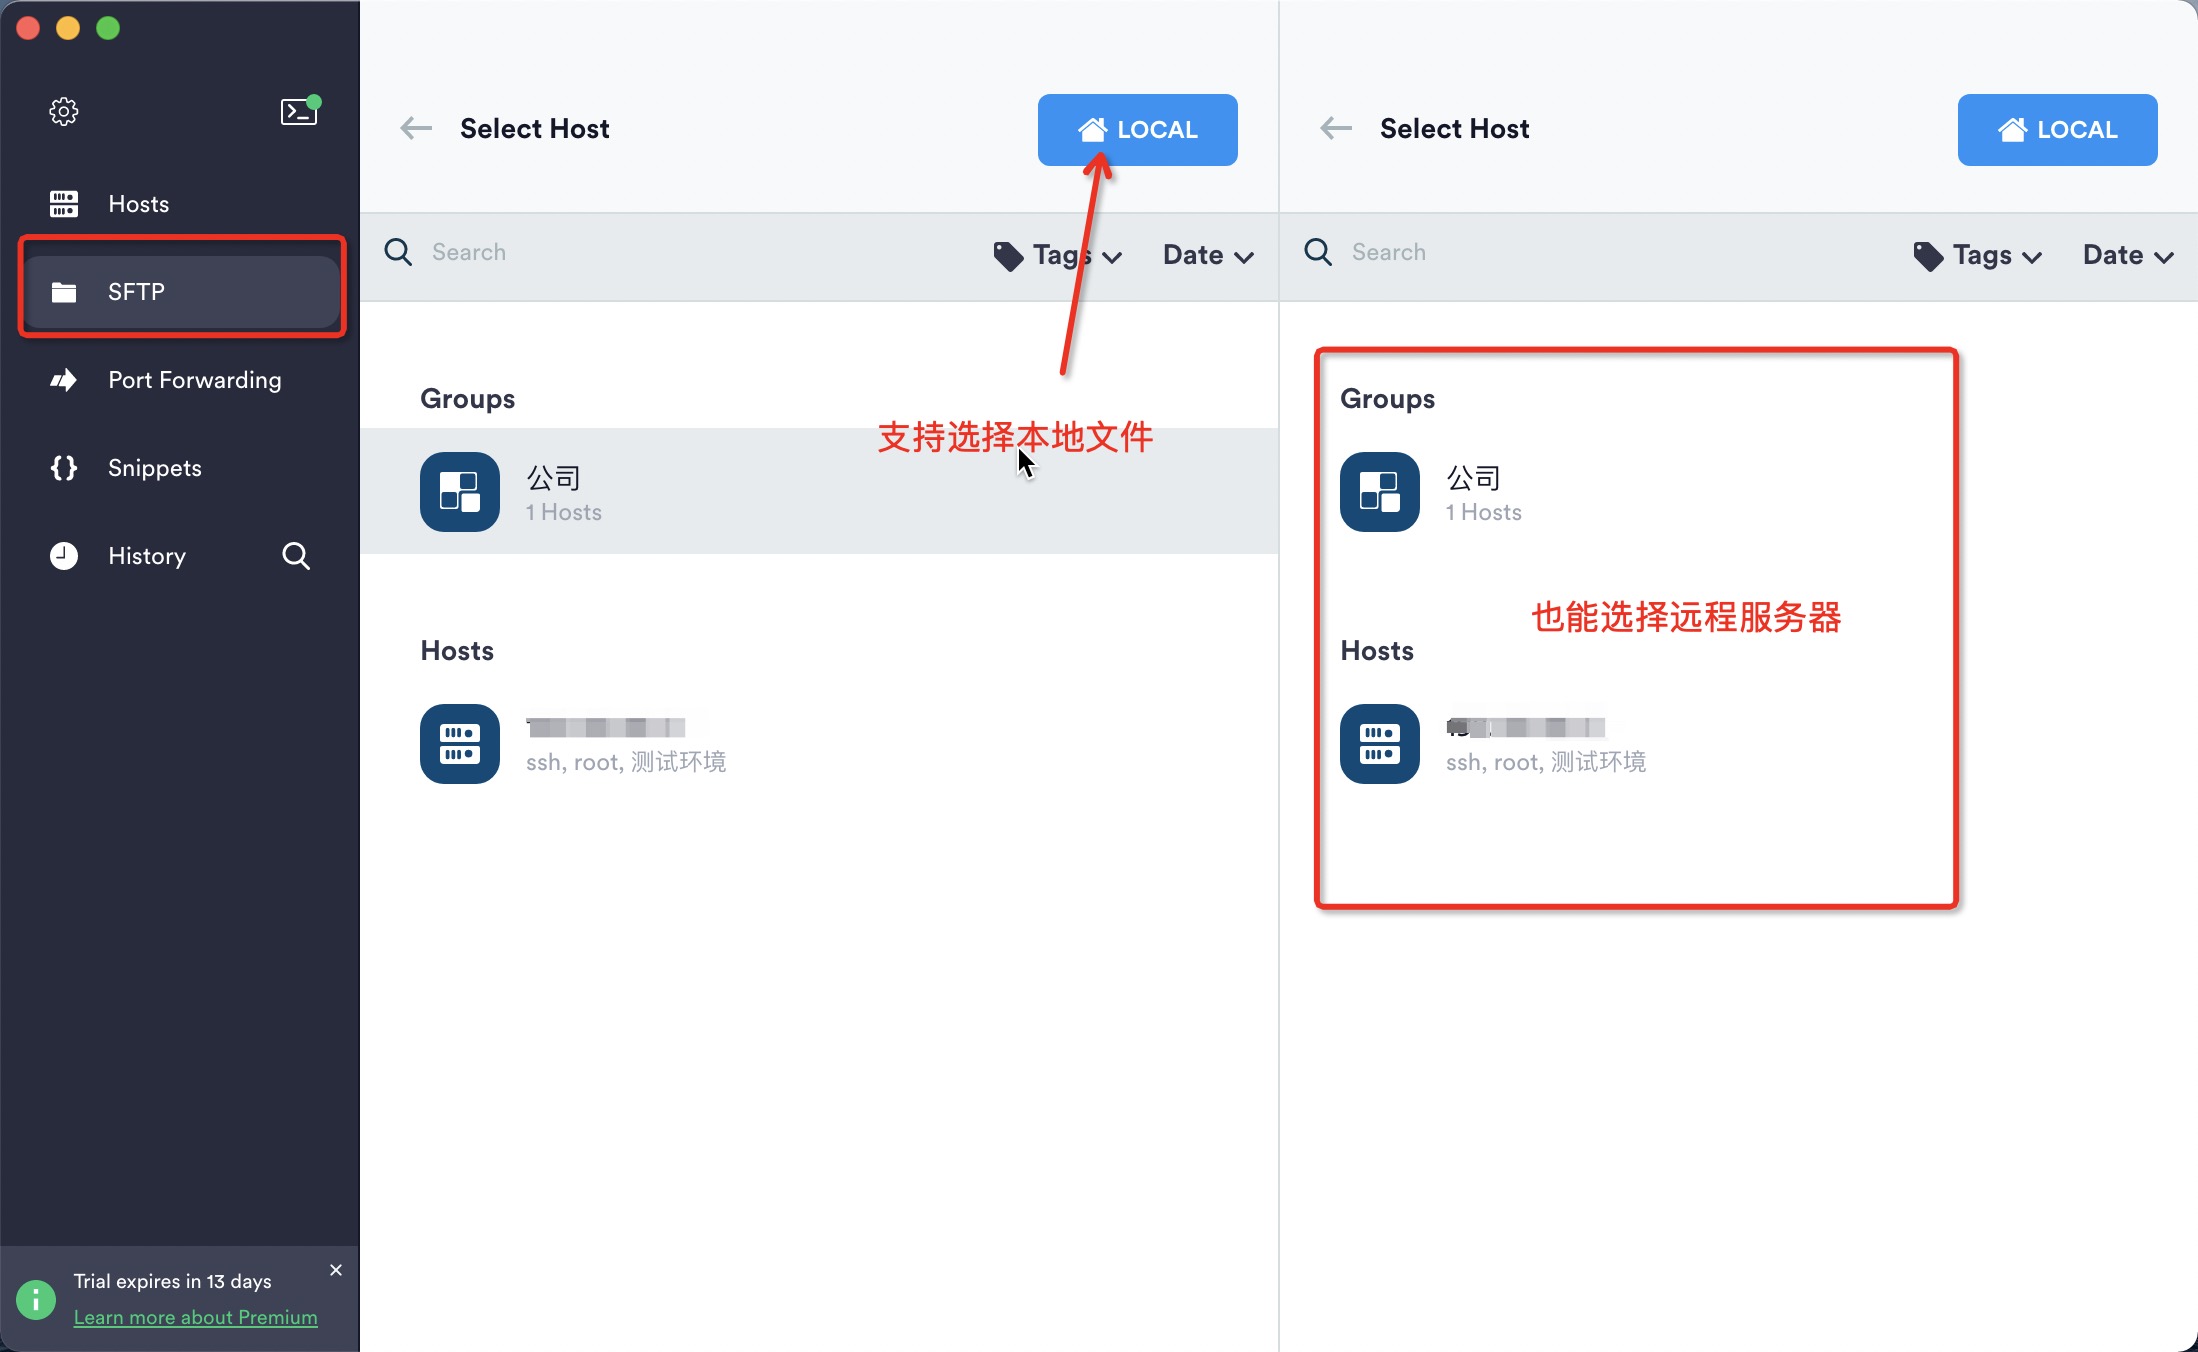 Hosts
SFTP
Port Forwarding
Snippets
History
Trial expires in 13 days
Learn more about Premium
Select Host
LOCAL
Search
Tags
Date
Groups
支持选择本地文件
公司
1 Hosts
Hosts
ssh, root, 测试环境
Select Host
LOCAL
Search
Tags
Date
Groups
公司
1 Hosts
也能选择远程服务器
Hosts
ssh, root, 测试环境